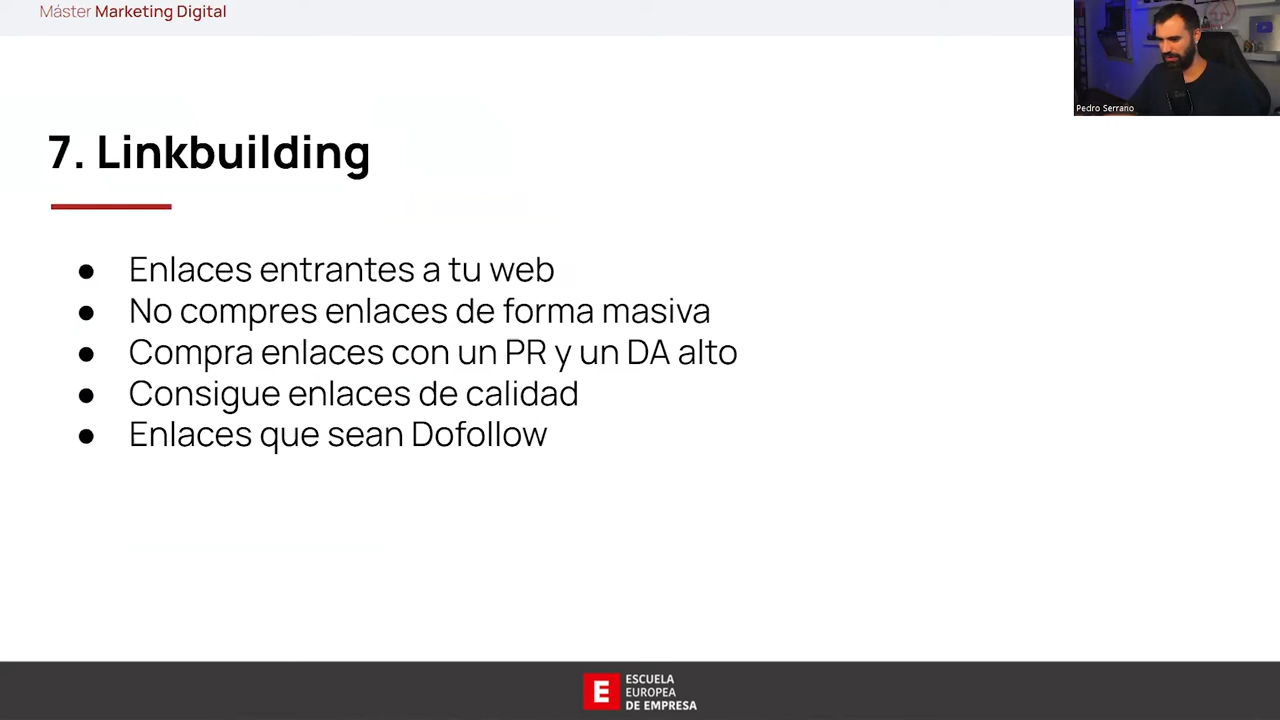 Máster Marketing Digital
Pedro Serrano
7. Linkbuilding
● Enlaces entrantes a tu web
● No compres enlaces de forma masiva
● Compra enlaces con un PR y un DA alto
● Consigue enlaces de calidad
● Enlaces que sean Dofollow
E
ESCUELA
EUROPEA
DE EMPRESA